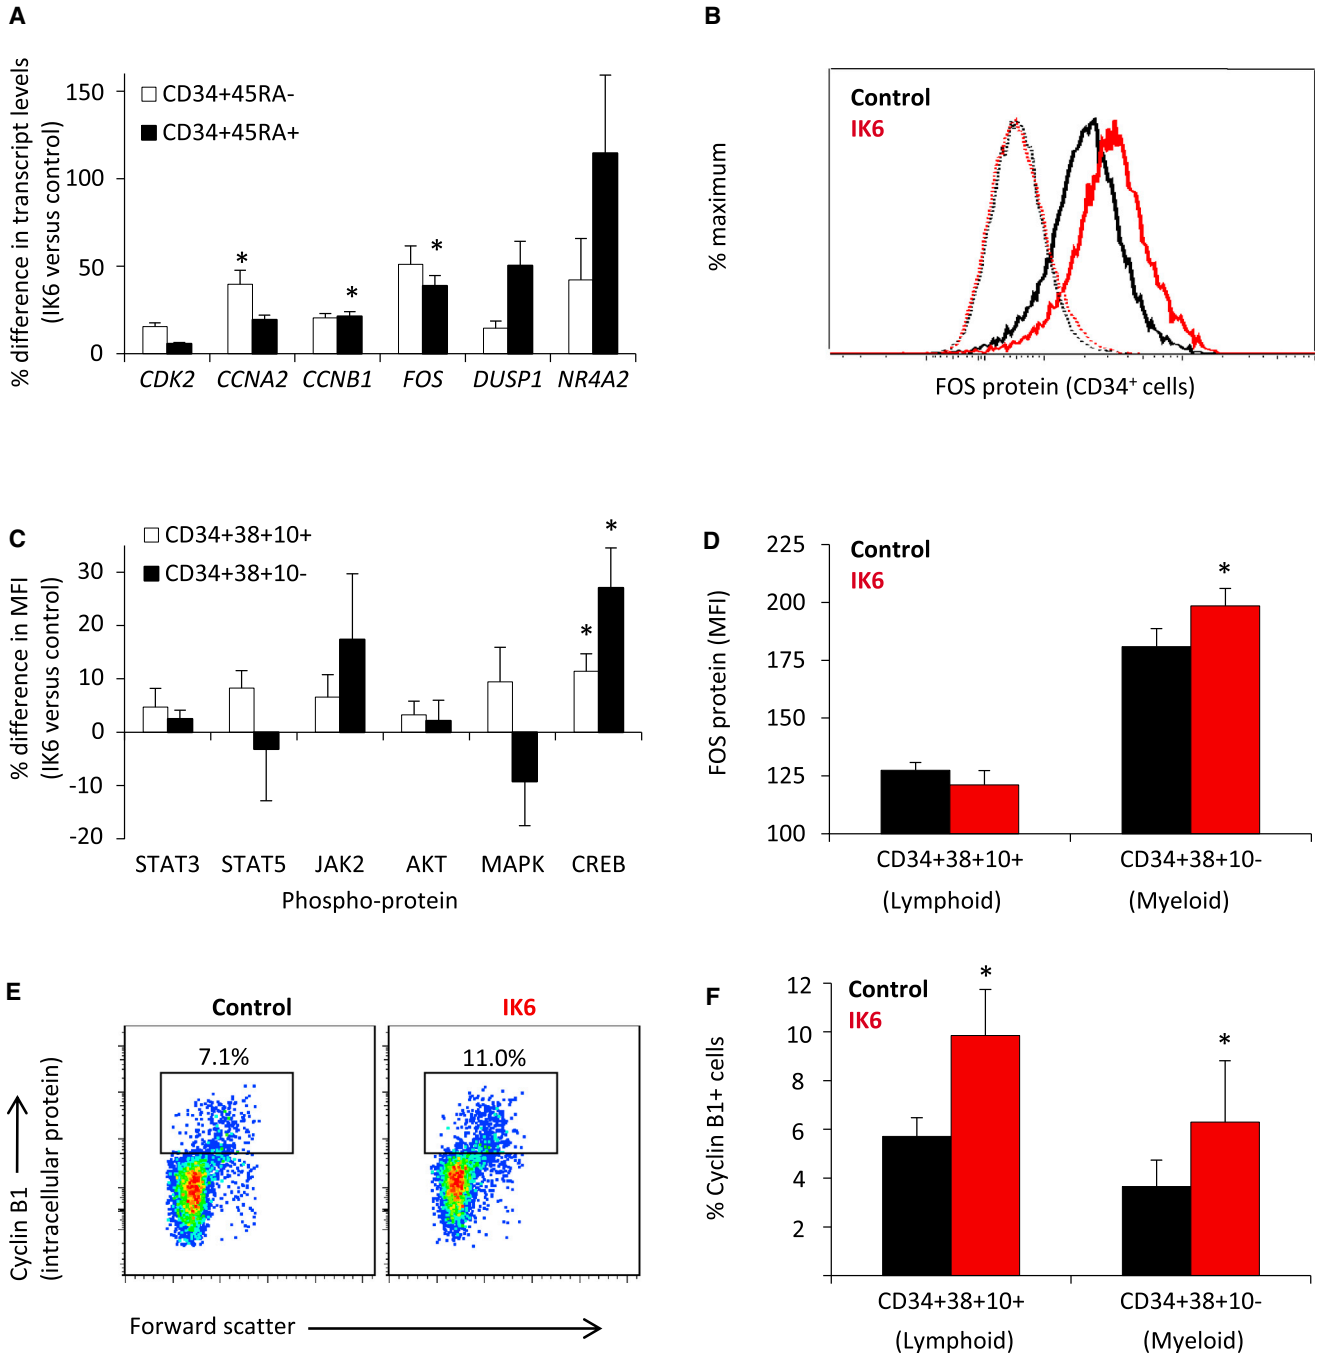 A
% difference in transcript levels
(IK6 versus control)
150
100
50
0
CD34+45RA-
CD34+45RA+
*
*
*
CDK2 CCNA2 CCNB1 FOS DUSP1 NR4A2
B
% maximum
Control
IK6
FOS protein (CD34+ cells)
C
% difference in MFI
(IK6 versus control)
30
20
10
0
-10
-20
CD34+38+10+
CD34+38+10-
*
*
STAT3 STAT5 JAK2 AKT MAPK CREB
Phospho-protein
D
FOS protein (MFI)
225
200
175
150
125
100
Control
IK6
*
CD34+38+10+ CD34+38+10-
(Lymphoid) (Myeloid)
E
Cyclin B1
(intracellular protein)
Control IK6
7.1% 11.0%
Forward scatter
F
% Cyclin B1+ cells
12
10
8
6
4
2
Control
IK6
*
*
CD34+38+10+ CD34+38+10-
(Lymphoid) (Myeloid)